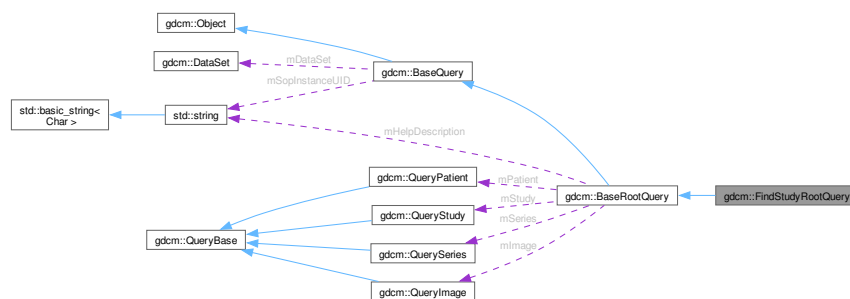 gdcm::Object
gdcm::DataSet
mDataSet
gdcm::BaseQuery
mSopInstanceUID
std::basic_string<
Char >
std::string
mHelpDescription
gdcm::QueryPatient
mPatient
gdcm::BaseRootQuery
gdcm::FindStudyRootQuery
mStudy
gdcm::QueryStudy
mSeries
gdcm::QueryBase
mImage
gdcm::QuerySeries
gdcm::QueryImage